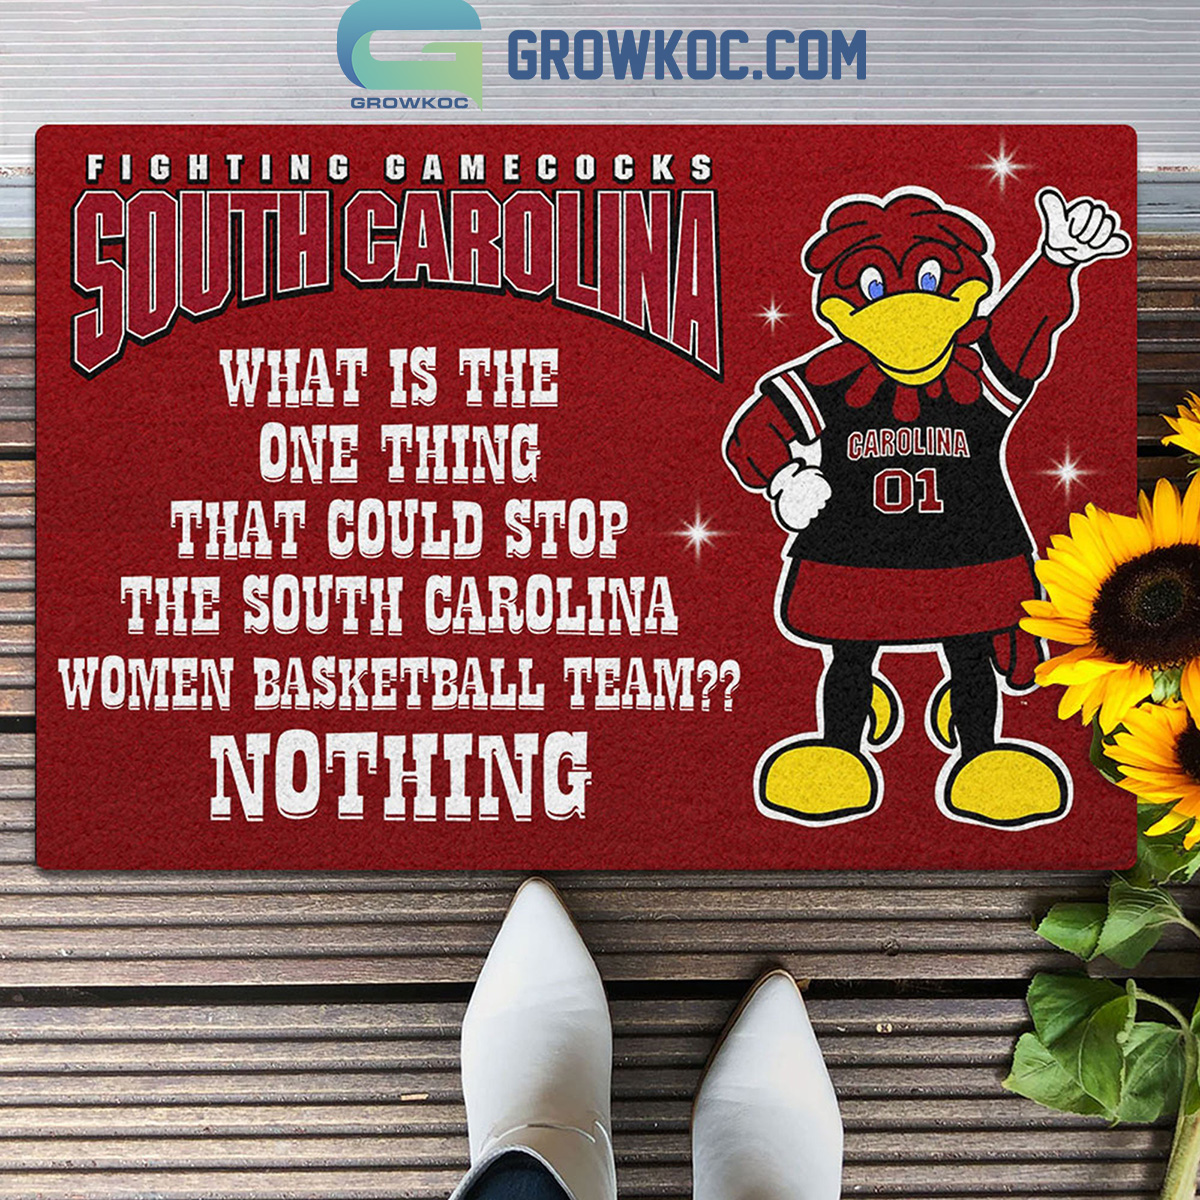 GROWKOC.COM
GROWKOC
FIGHTING GAMECOCKS
SOUTH CAROLINA
WHAT IS THE
ONE THING
THAT COULD STOP
THE SOUTH CAROLINA
WOMEN BASKETBALL TEAM??
NOTHING
CAROLINA
01